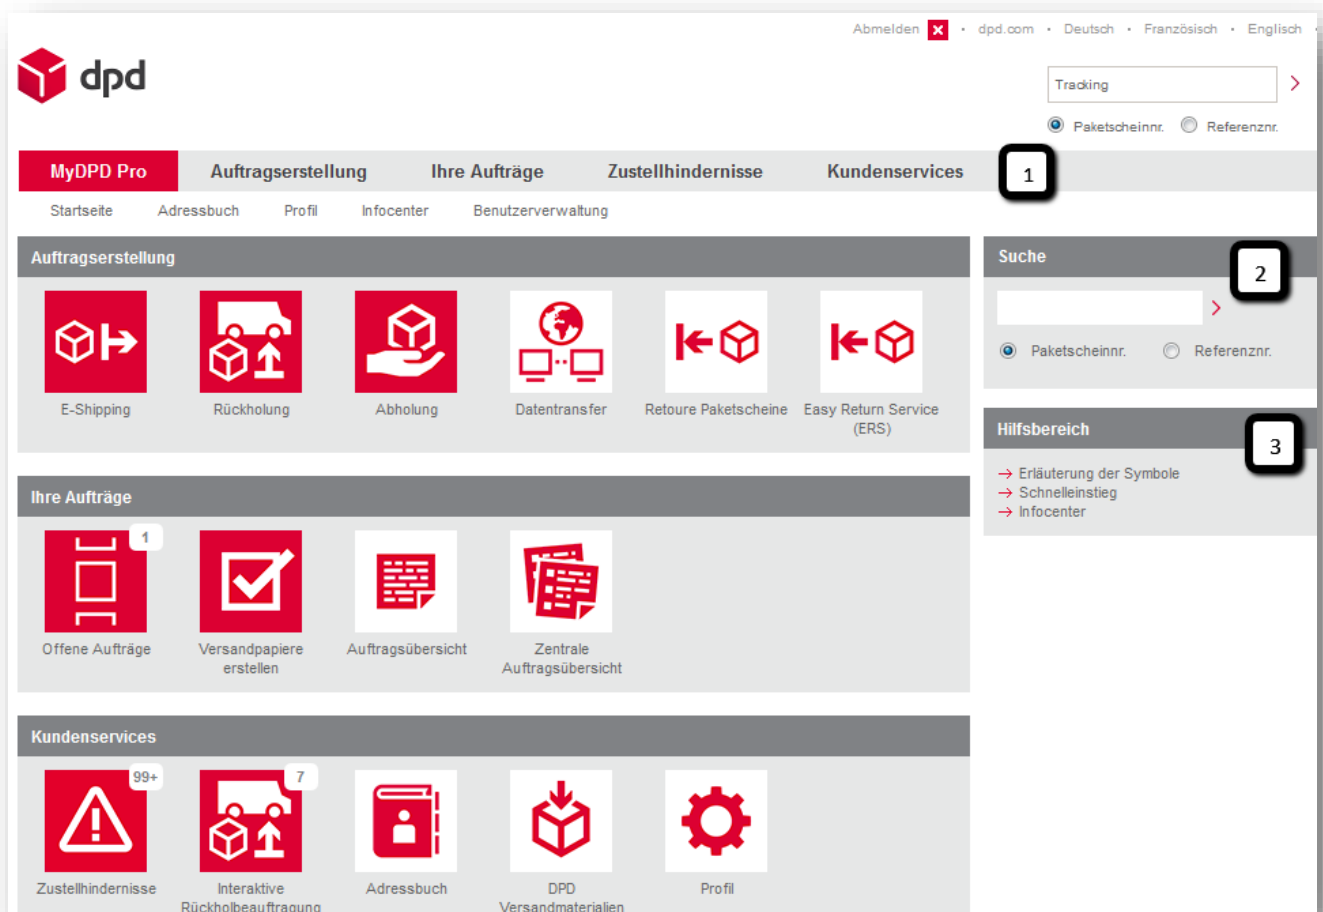 Abmelden · dpd.com · Deutsch · Französisch · Englisch
dpd
Tracking
Paketscheinnr. Referenznr.
MyDPD Pro Auftragserstellung Ihre Aufträge Zustellhindernisse Kundenservices 1
Startseite Adressbuch Profil Infocenter Benutzerverwaltung
Auftragserstellung
E-Shipping Rückholung Abholung Datentransfer Retoure Paketscheine Easy Return Service
(ERS)
Suche 2
Paketscheinnr. Referenznr.
Hilfsbereich 3
Erläuterung der Symbole
Schnelleinstieg
Infocenter
Ihre Aufträge
1
Offene Aufträge Versandpapiere Auftragsübersicht Zentrale
erstellen Auftragsübersicht
Kundenservices
99+ 7
Zustellhindernisse Interaktive Adressbuch DPD Profil
Rückholbeauftragung Versandmaterialien